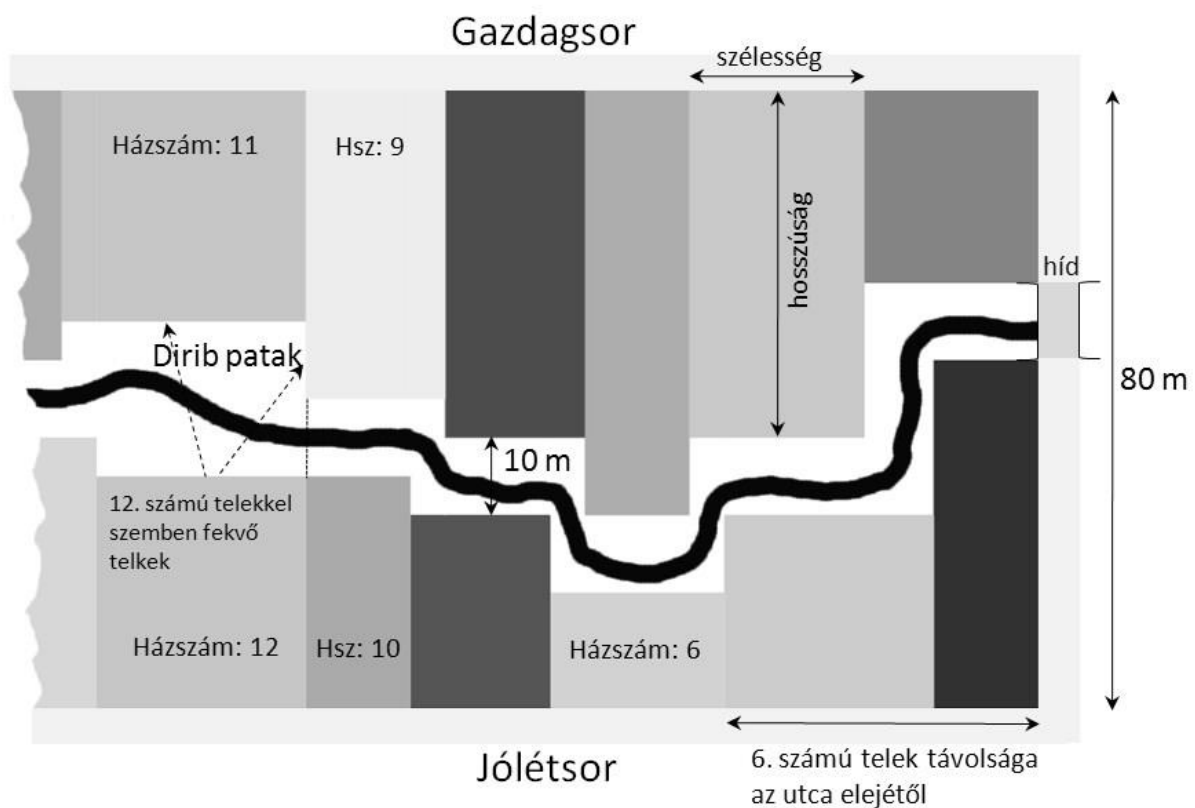 Gazdagsor
szélesség
Házszám: 11
Hsz: 9
hosszúság
híd
Dirib patak
80 m
10 m
12. számú telekkel
szemben fekvő
telkek
Házszám: 12
Hsz: 10
Házszám: 6
Jólétsor
6. számú telek távolsága
az utca elejétől